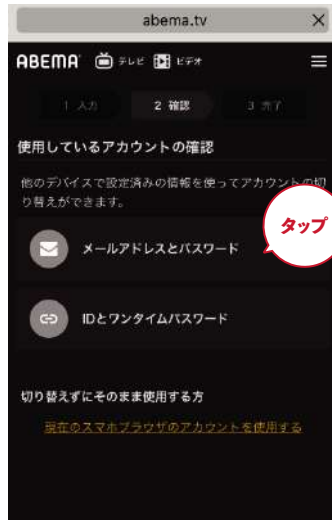 abema.tv
ABEMA テレビ ビデオ
1 入力 2 確認 3 完了
使用しているアカウントの確認
他のデバイスで設定済みの情報を使ってアカウントの切
り替えができます。
タップ
メールアドレスとパスワード
IDとワンタイムパスワード
切り替えずにそのまま使用する方
現在のスマホブラウザのアカウントを使用する